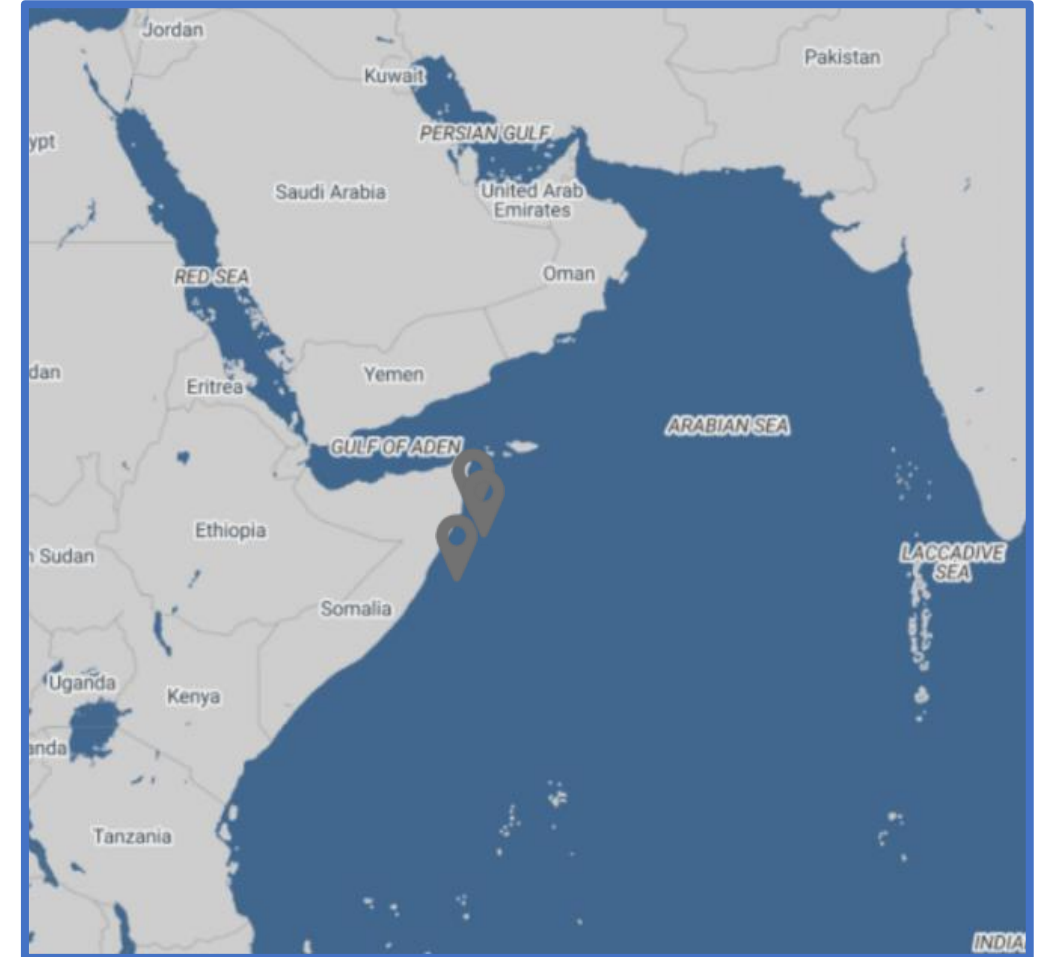 Jordan
Pakistan
Kuwait
PERSIAN GULF
ypt
Saudi Arabia
United Arab
Emirates
RED SEA
Oman
dan
Yemen
Eritrea
ARABIAN SEA
GULF OF ADEN
Ethiopia
n Sudan
LACCADIVE
SEA
Somalia
Uganda
Kenya
anda
Tanzania
INDIA